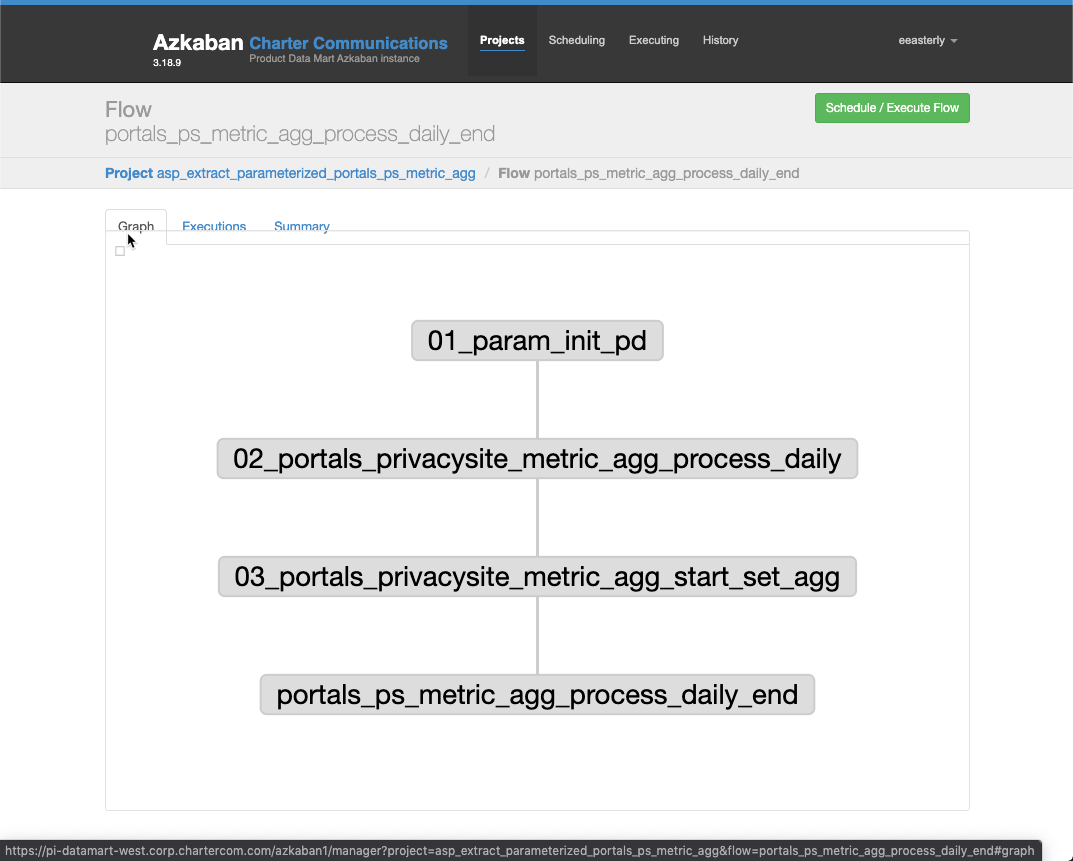 Azkaban Charter Communications
3.18.9
Product Data Mart Azkaban instance
Projects
Scheduling
Executing
History
eeasterly
Flow
portals_ps_metric_agg_process_daily_end
Schedule / Execute Flow
Project asp_extract_parameterized_portals_ps_metric_agg / Flow portals_ps_metric_agg_process_daily_end
Graph
Executions
Summary
01_param_init_pd
02_portals_privacysite_metric_agg_process_daily
03_portals_privacysite_metric_agg_start_set_agg
portals_ps_metric_agg_process_daily_end
https://pi-datamart-west.corp.chartercom.com/azkaban1/manager?project=asp_extract_parameterized_portals_ps_metric_agg&flow=portals_ps_metric_agg_process_daily_end#graph